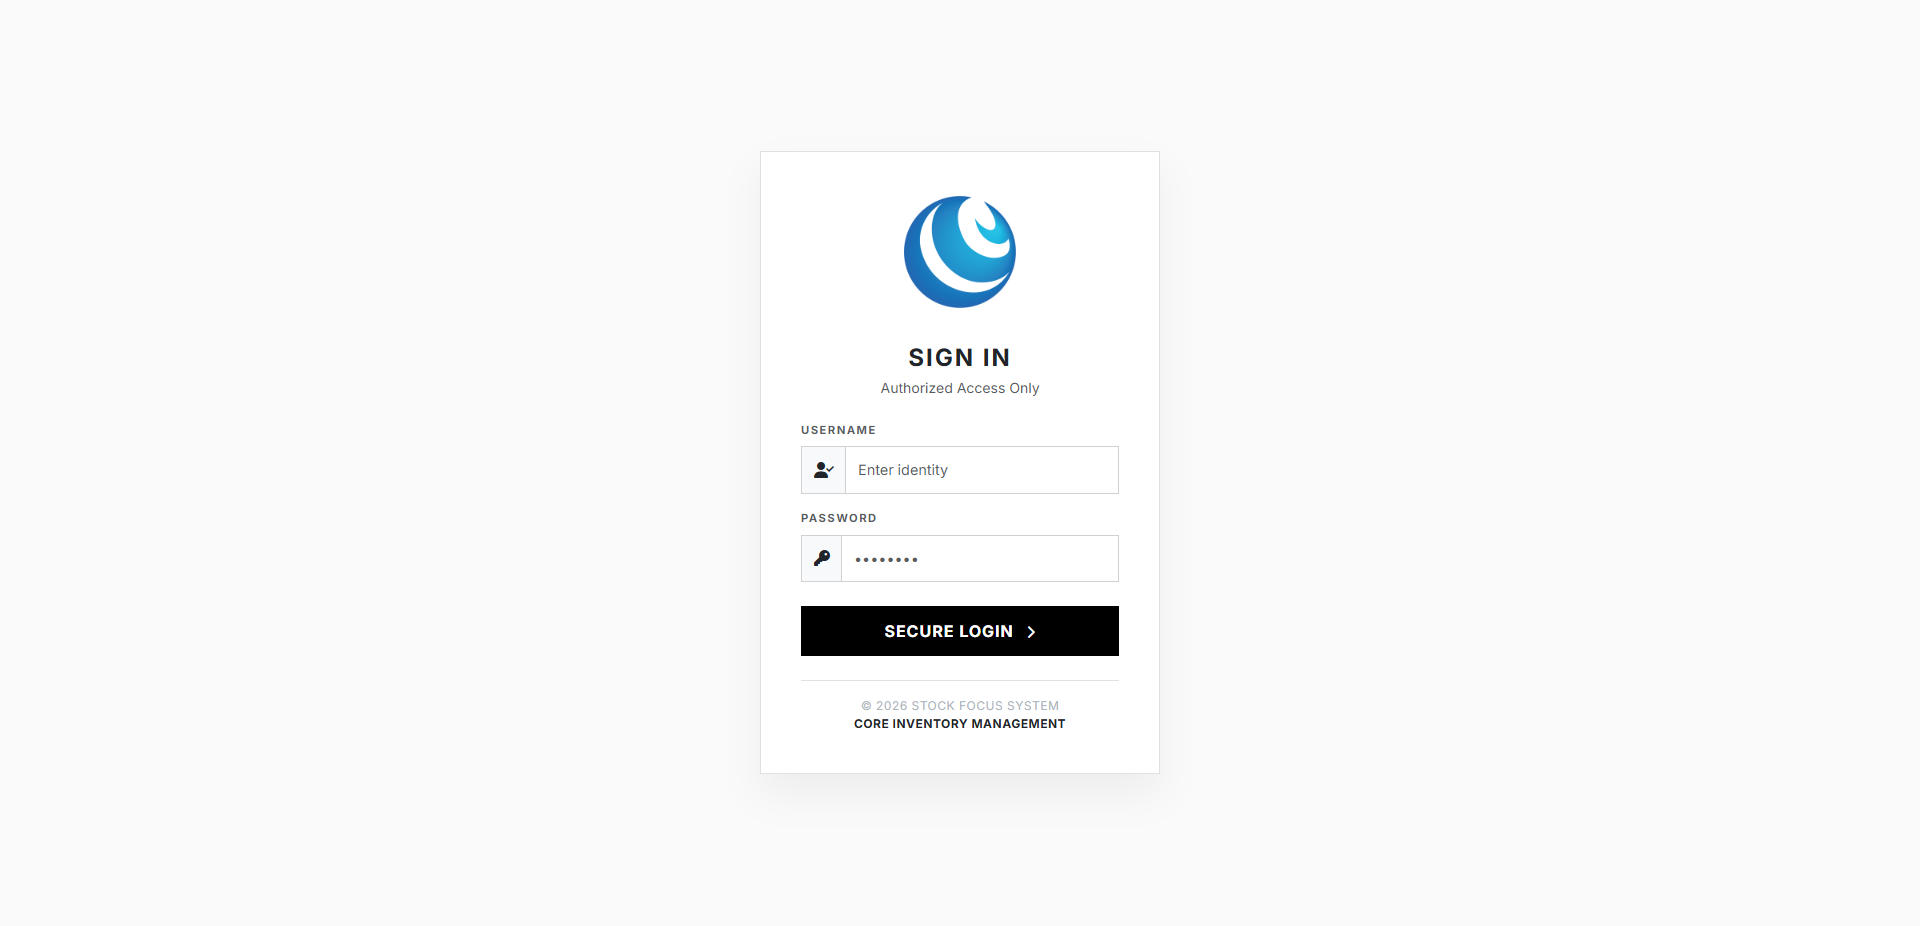 SIGN IN
Authorized Access Only
USERNAME
Enter identity
PASSWORD
••••••••
SECURE LOGIN
© 2026 STOCK FOCUS SYSTEM
CORE INVENTORY MANAGEMENT